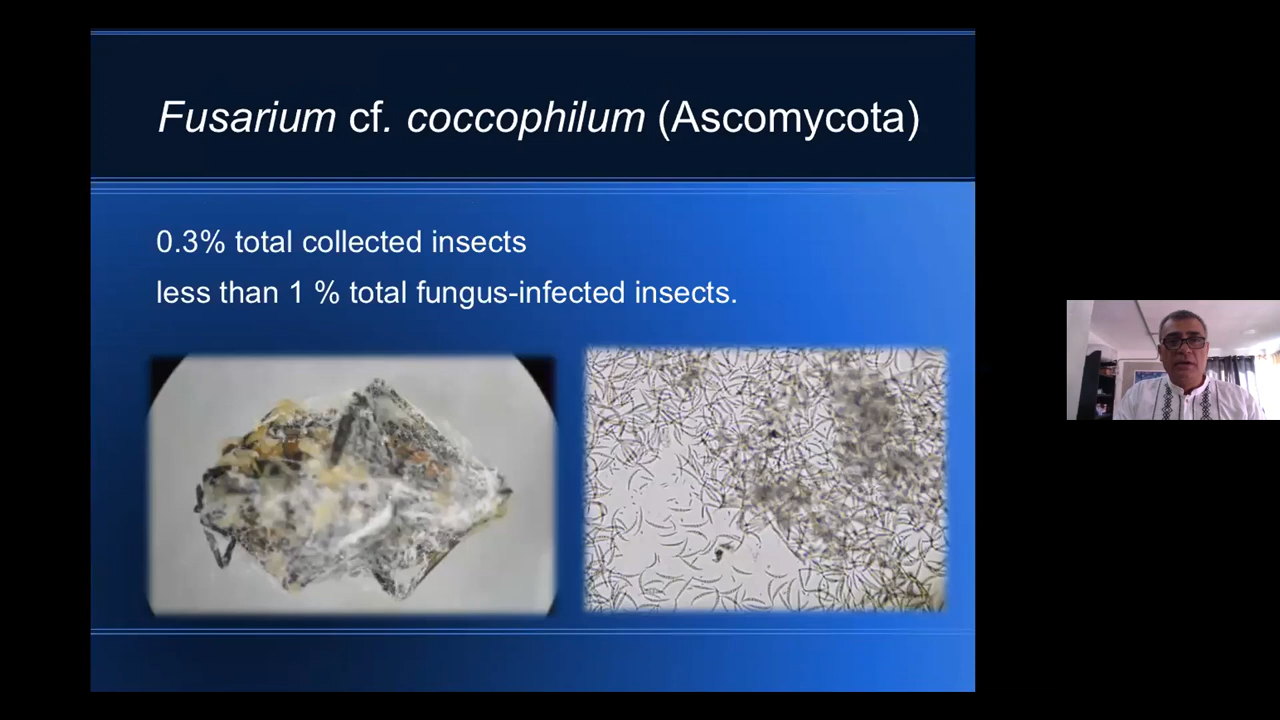 Fusarium cf. coccophilum (Ascomycota)
0.3% total collected insects
less than 1 % total fungus-infected insects.